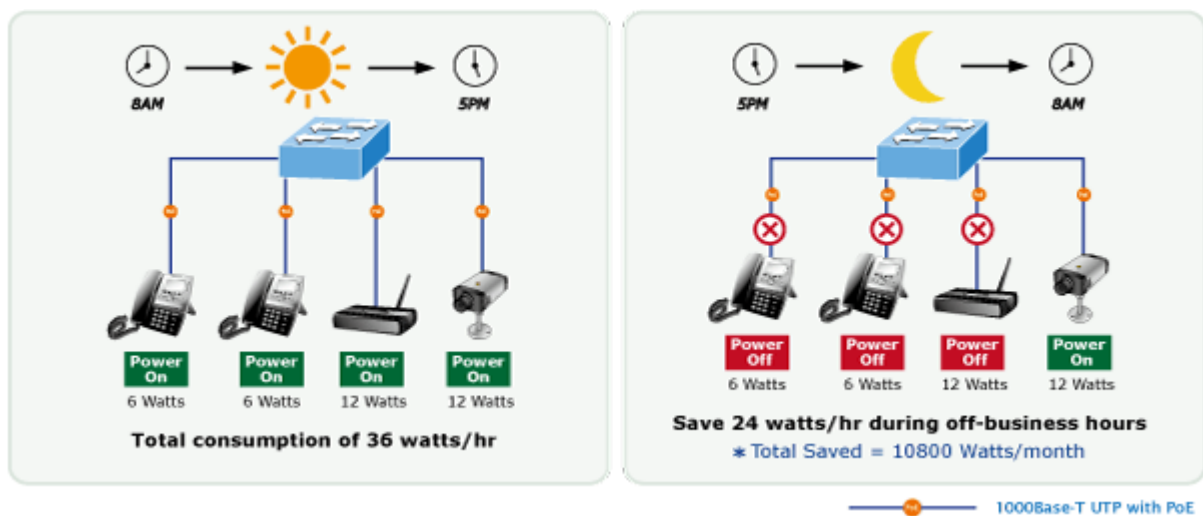 8AM
5PM
Power
On
6 Watts
Power
On
6 Watts
Power
On
12 Watts
Power
On
12 Watts
Total consumption of 36 watts/hr
5PM
8AM
Power
Off
6 Watts
Power
Off
6 Watts
Power
Off
12 Watts
Power
On
12 Watts
Save 24 watts/hr during off-business hours
* Total Saved = 10800 Watts/month
PoE
1000Base-T UTP with PoE